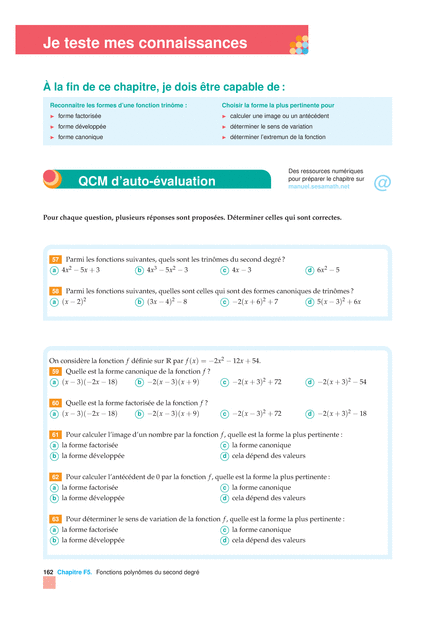 Je teste mes connaissances
À la fin de ce chapitre, je dois être capable de :
Reconnaître les formes d'une fonction trinôme :
► forme factorisée
► forme développée
► forme canonique
Choisir la forme la plus pertinente pour
► calculer une image ou un antécédent
► déterminer le sens de variation
► déterminer l'extremun de la fonction
QCM d'auto-évaluation
Des ressources numériques
pour préparer le chapitre sur
manuel.sesamath.net
@
Pour chaque question, plusieurs réponses sont proposées. Déterminer celles qui sont correctes.
57 Parmi les fonctions suivantes, quels sont les trinômes du second degré ?
a 4x² − 5x + 3 b 4x³ − 5x² − 3 c 4x − 3 d 6x² − 5
58 Parmi les fonctions suivantes, quelles sont celles qui sont des formes canoniques de trinômes ?
a (x − 2)² b (3x − 4)² − 8 c −2(x + 6)² + 7 d 5(x − 3)² + 6x
On considère la fonction f définie sur R par f(x) = −2x² − 12x + 54.
59 Quelle est la forme canonique de la fonction f ?
a (x − 3)(−2x − 18) b −2(x − 3)(x + 9) c −2(x + 3)² + 72 d −2(x + 3)² − 54
60 Quelle est la forme factorisée de la fonction f ?
a (x − 3)(−2x − 18) b −2(x − 3)(x + 9) c −2(x − 3)² + 72 d −2(x + 3)² − 18
61 Pour calculer l'image d'un nombre par la fonction f, quelle est la forme la plus pertinente :
a la forme factorisée c la forme canonique
b la forme développée d cela dépend des valeurs
62 Pour calculer l'antécédent de 0 par la fonction f, quelle est la forme la plus pertinente :
a la forme factorisée c la forme canonique
b la forme développée d cela dépend des valeurs
63 Pour déterminer le sens de variation de la fonction f, quelle est la forme la plus pertinente :
a la forme factorisée c la forme canonique
b la forme développée d cela dépend des valeurs
162 Chapitre F5. Fonctions polynômes du second degré